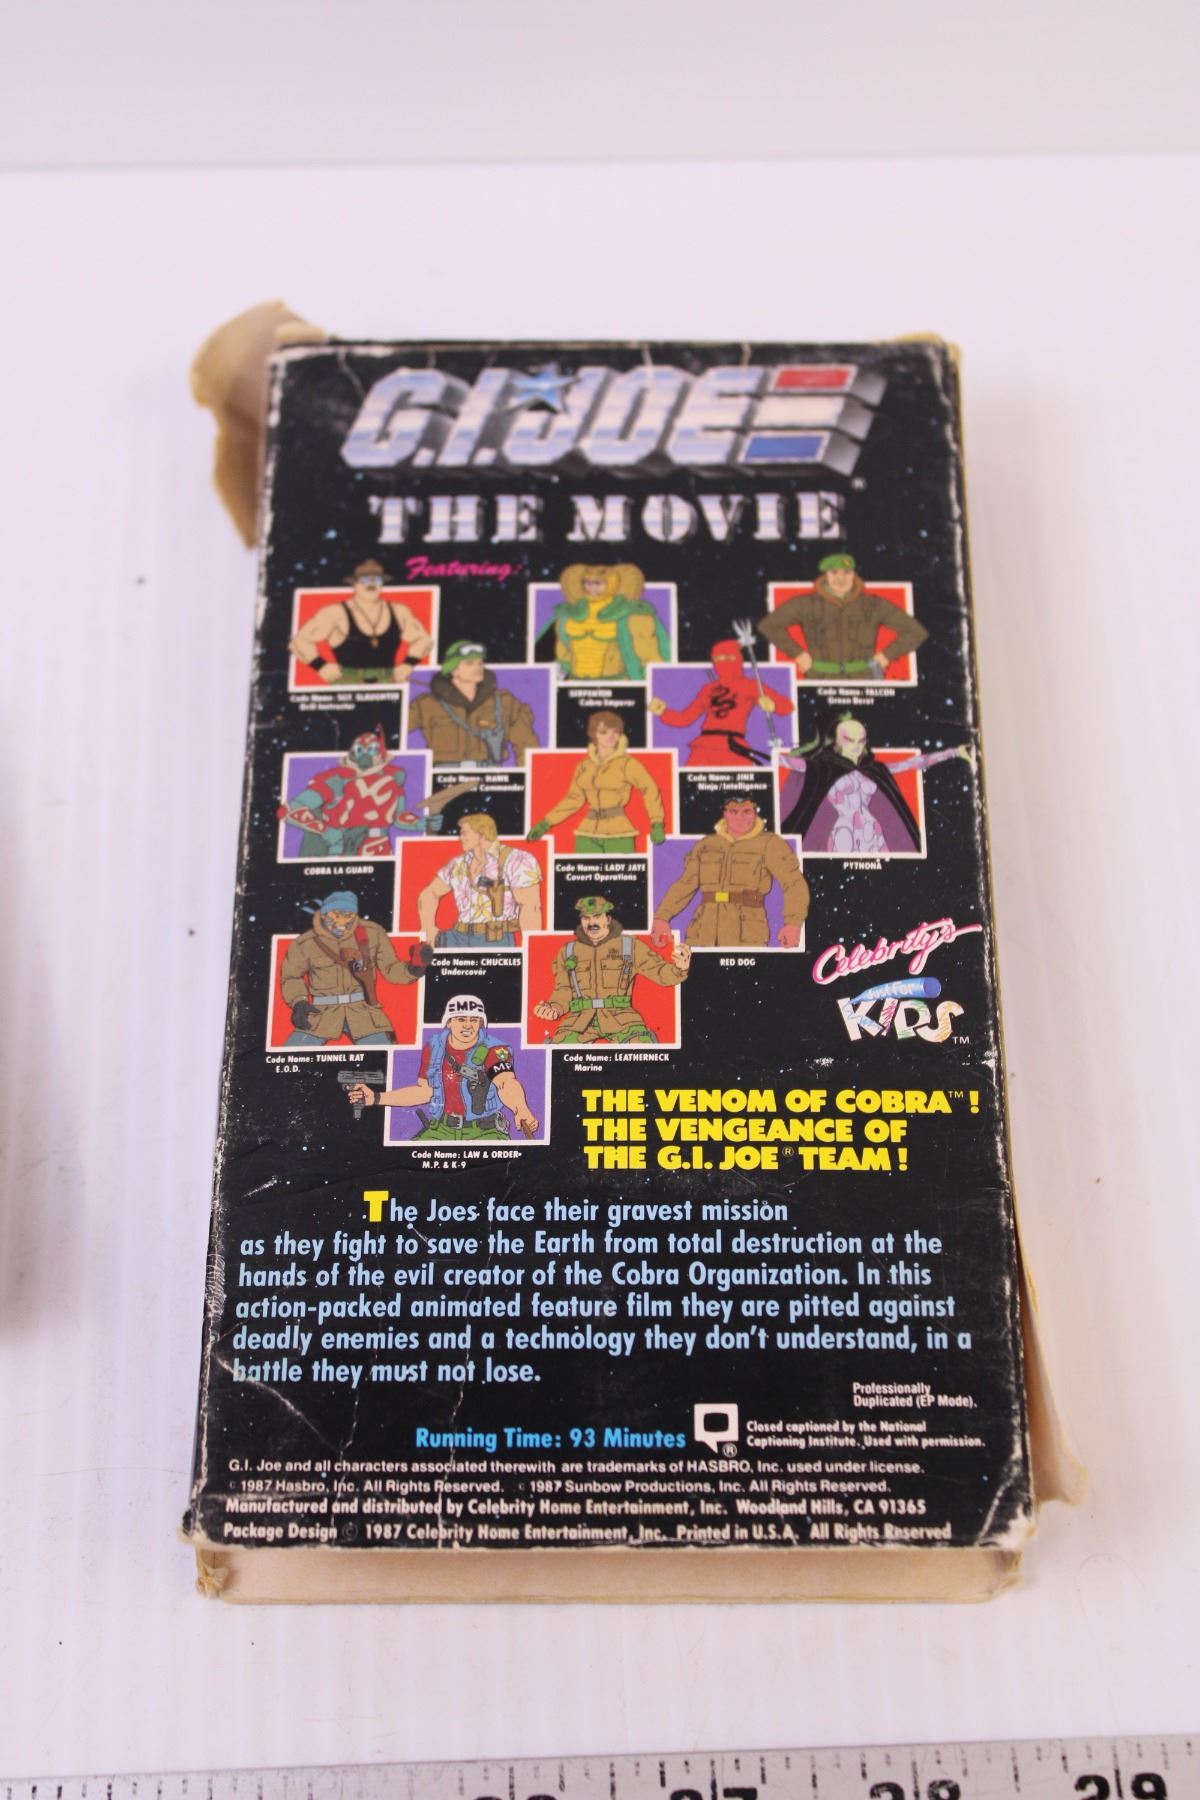 G.I. JOE
®
THE MOVIE
Featuring:
Code Name: SGT. SLAUGHTER
Drill Instructor
SERPENTOR
Cobra Emperor
Code Name: FALCON
Green Beret
Code Name: HAWK
Commander
Code Name: JINX
Ninja/Intelligence
COBRA LA GUARD
Code Name: LADY JAYE
Covert Operations
PYTHONA
Code Name: CHUCKLES
Undercover
RED DOG
Celebrity's
Just For
KIDS
TM
Code Name: TUNNEL RAT
E.O.D.
MP
MP
Code Name: LEATHERNECK
Marine
Code Name: LAW & ORDER
M.P. & K-9
THE VENOM OF COBRA™!
THE VENGEANCE OF
THE G.I. JOE® TEAM!
The Joes face their gravest mission
as they fight to save the Earth from total destruction at the
hands of the evil creator of the Cobra Organization. In this
action-packed animated feature film they are pitted against
deadly enemies and a technology they don't understand, in a
battle they must not lose.
Professionally
Duplicated (EP Mode).
Running Time: 93 Minutes
®
Closed captioned by the National
Captioning Institute. Used with permission.
G.I. Joe and all characters associated therewith are trademarks of HASBRO, Inc. used under license.
© 1987 Hasbro, Inc. All Rights Reserved. © 1987 Sunbow Productions, Inc. All Rights Reserved.
Manufactured and distributed by Celebrity Home Entertainment, Inc. Woodland Hills, CA 91365
Package Design © 1987 Celebrity Home Entertainment, Inc. Printed in U.S.A. All Rights Reserved